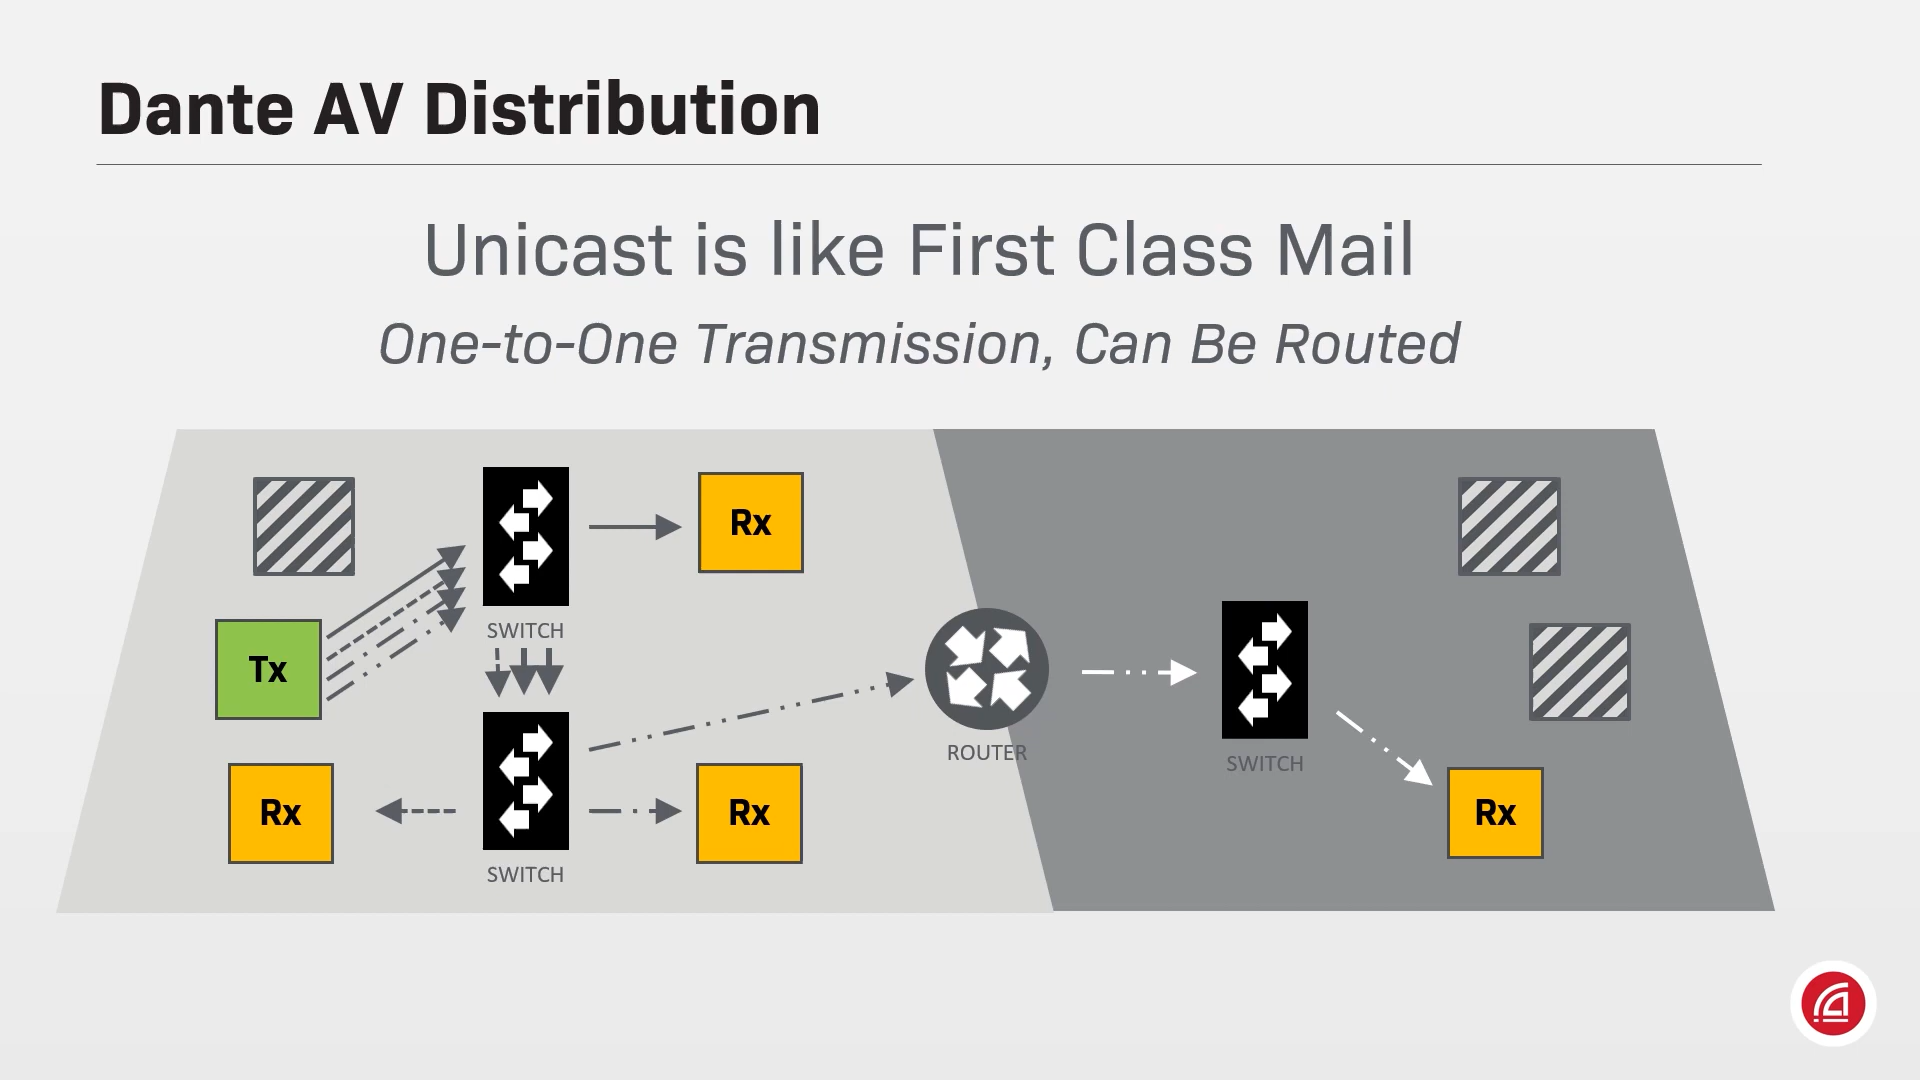 Dante AV Distribution
Unicast is like First Class Mail
One-to-One Transmission, Can Be Routed
Rx
SWITCH
Tx
ROUTER
SWITCH
Rx
SWITCH
Rx
Rx